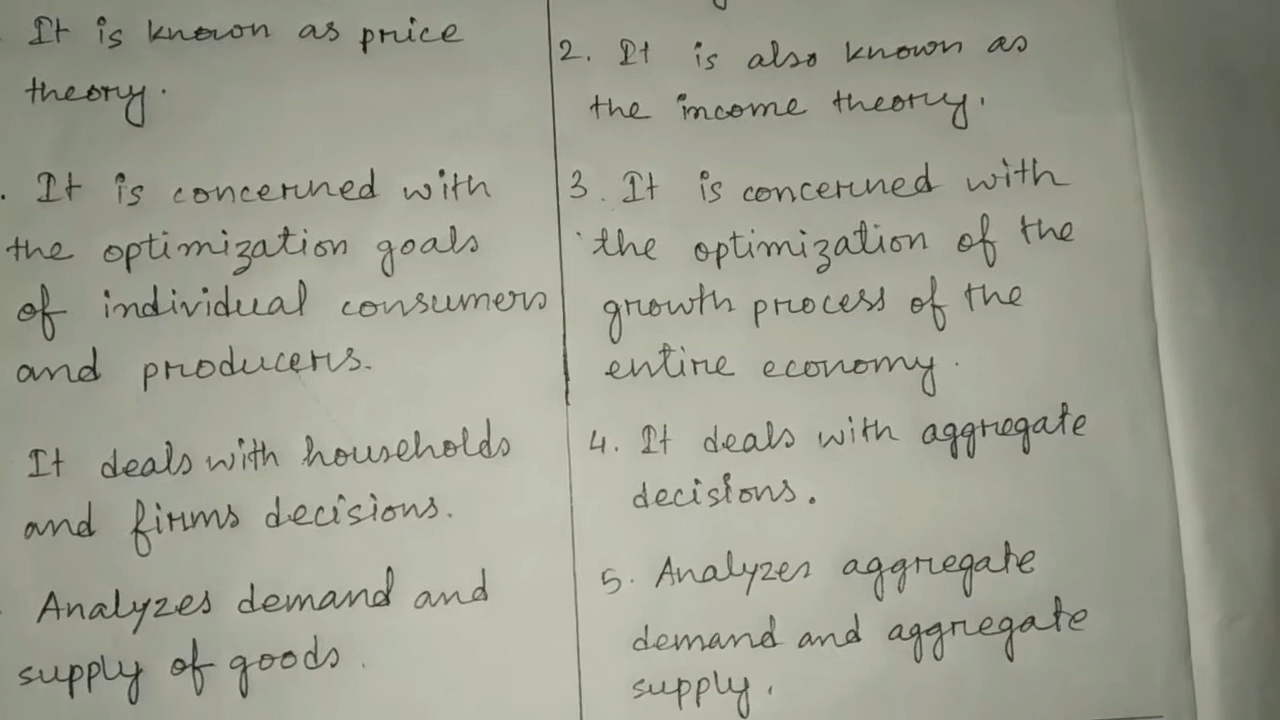 It is known as price
theory.
. It is concerned with
the optimization goals
of individual consumers
and producers.
It deals with households
and firms decisions.
Analyzes demand and
supply of goods.
2. It is also known as
the income theory.
3. It is concerned with
the optimization of the
growth process of the
entire economy.
4. It deals with aggregate
decisions.
5. Analyzes aggregate
demand and aggregate
supply.